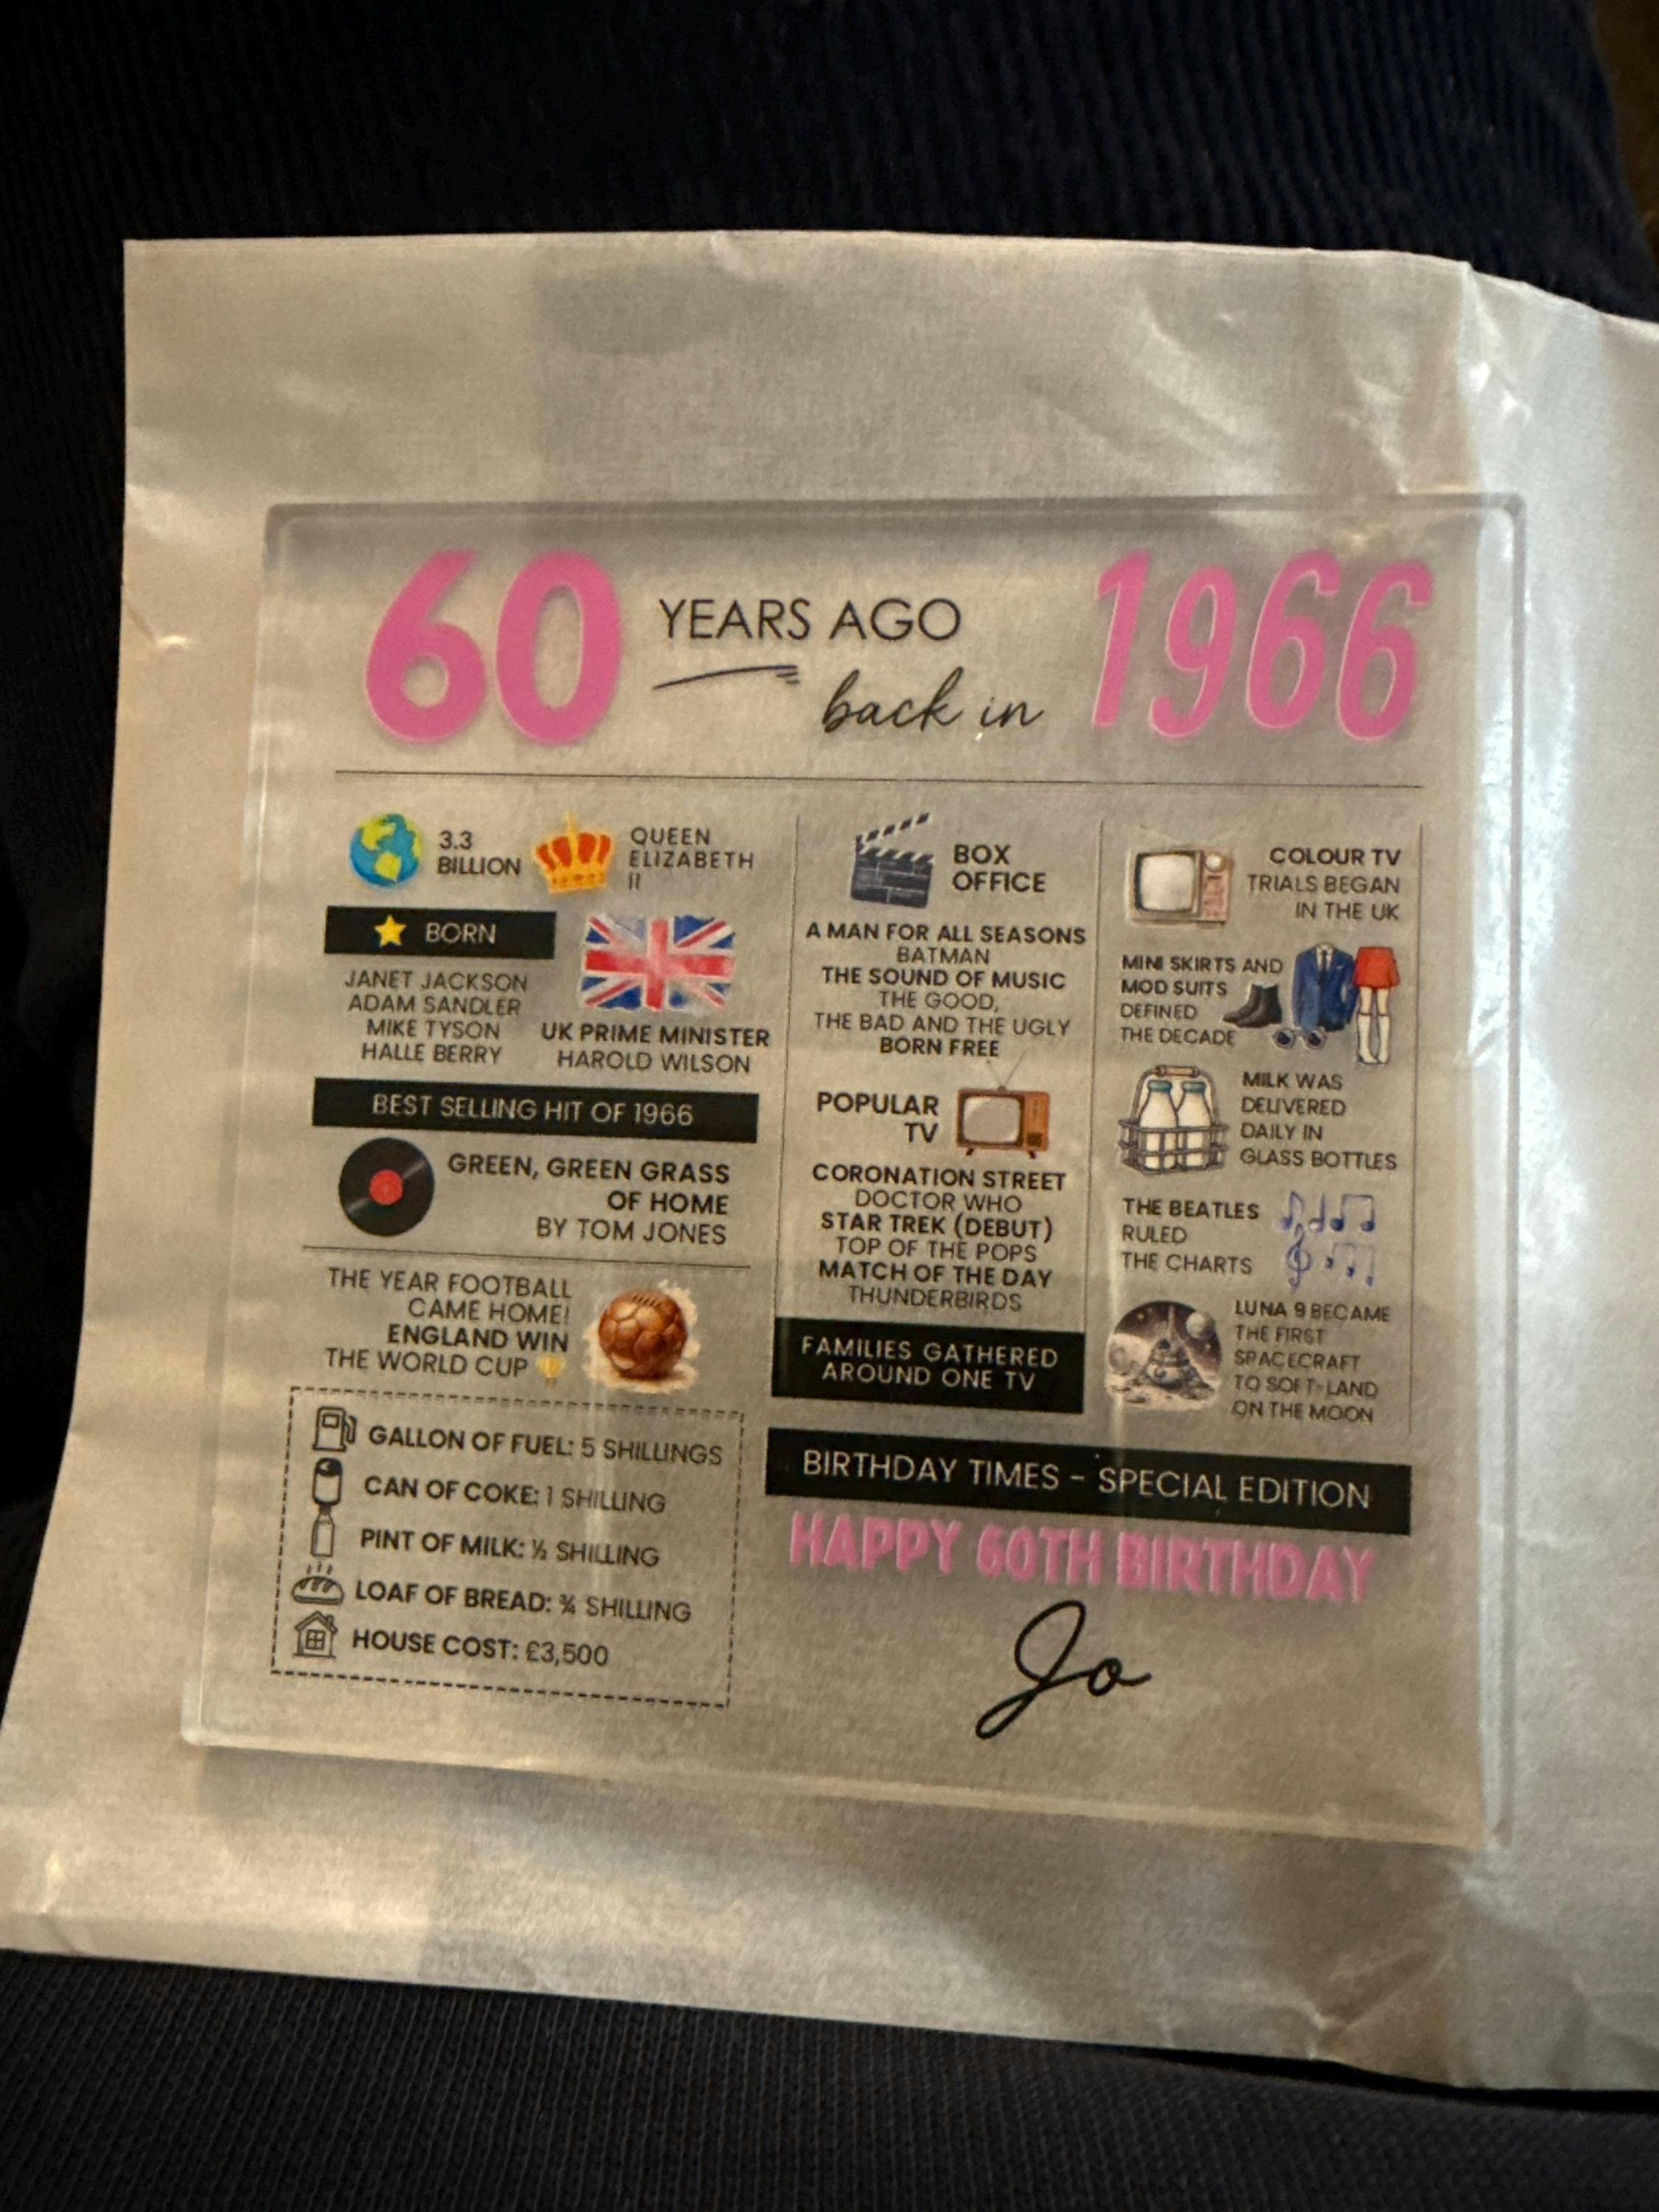 60 YEARS AGO
back in 1966
3.3
BILLION
QUEEN
ELIZABETH
II
BORN
JANET JACKSON
ADAM SANDLER
MIKE TYSON
HALLE BERRY
UK PRIME MINISTER
HAROLD WILSON
BEST SELLING HIT OF 1966
GREEN, GREEN GRASS
OF HOME
BY TOM JONES
THE YEAR FOOTBALL
CAME HOME!
ENGLAND WIN
THE WORLD CUP
GALLON OF FUEL: 5 SHILLINGS
CAN OF COKE: 1 SHILLING
PINT OF MILK: ½ SHILLING
LOAF OF BREAD: ¾ SHILLING
HOUSE COST: £3,500
BOX
OFFICE
A MAN FOR ALL SEASONS
BATMAN
THE SOUND OF MUSIC
THE GOOD,
THE BAD AND THE UGLY
BORN FREE
POPULAR
TV
CORONATION STREET
DOCTOR WHO
STAR TREK (DEBUT)
TOP OF THE POPS
MATCH OF THE DAY
THUNDERBIRDS
FAMILIES GATHERED
AROUND ONE TV
COLOUR TV
TRIALS BEGAN
IN THE UK
MINI SKIRTS AND
MOD SUITS
DEFINED
THE DECADE
MILK WAS
DELIVERED
DAILY IN
GLASS BOTTLES
THE BEATLES
RULED
THE CHARTS
LUNA 9 BECAME
THE FIRST
SPACECRAFT
TO SOFT-LAND
ON THE MOON
BIRTHDAY TIMES - SPECIAL EDITION
HAPPY 60TH BIRTHDAY
Jo